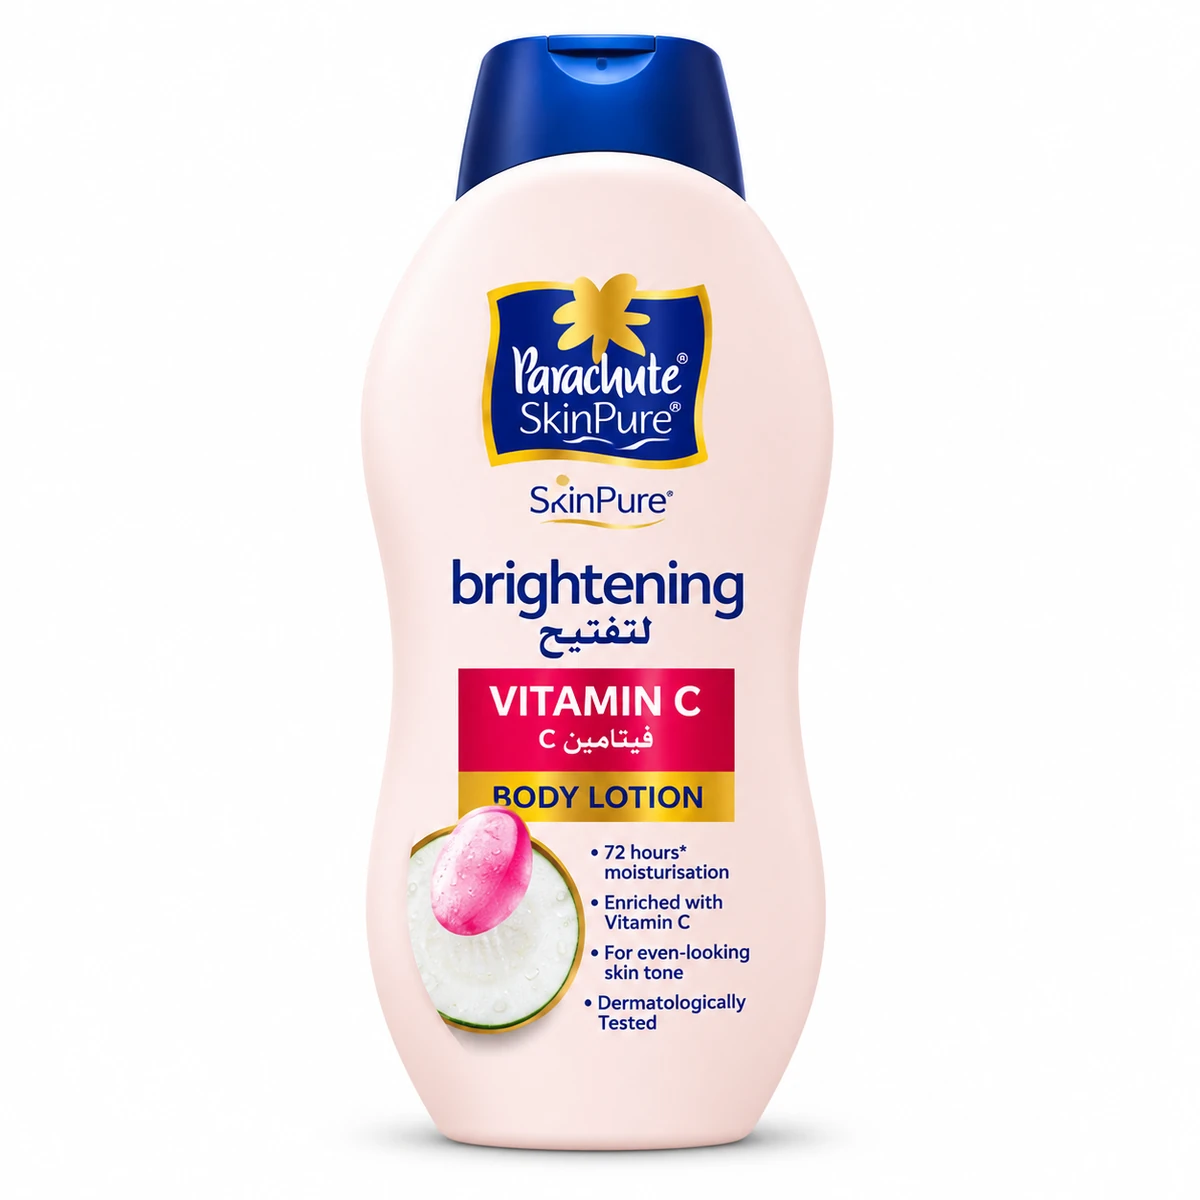 Parachute®
SkinPure®
SkinPure®
brightening
لتفتيح
VITAMIN C
فيتامين C
BODY LOTION
• 72 hours*
moisturisation
• Enriched with
Vitamin C
• For even-looking
skin tone
• Dermatologically
Tested